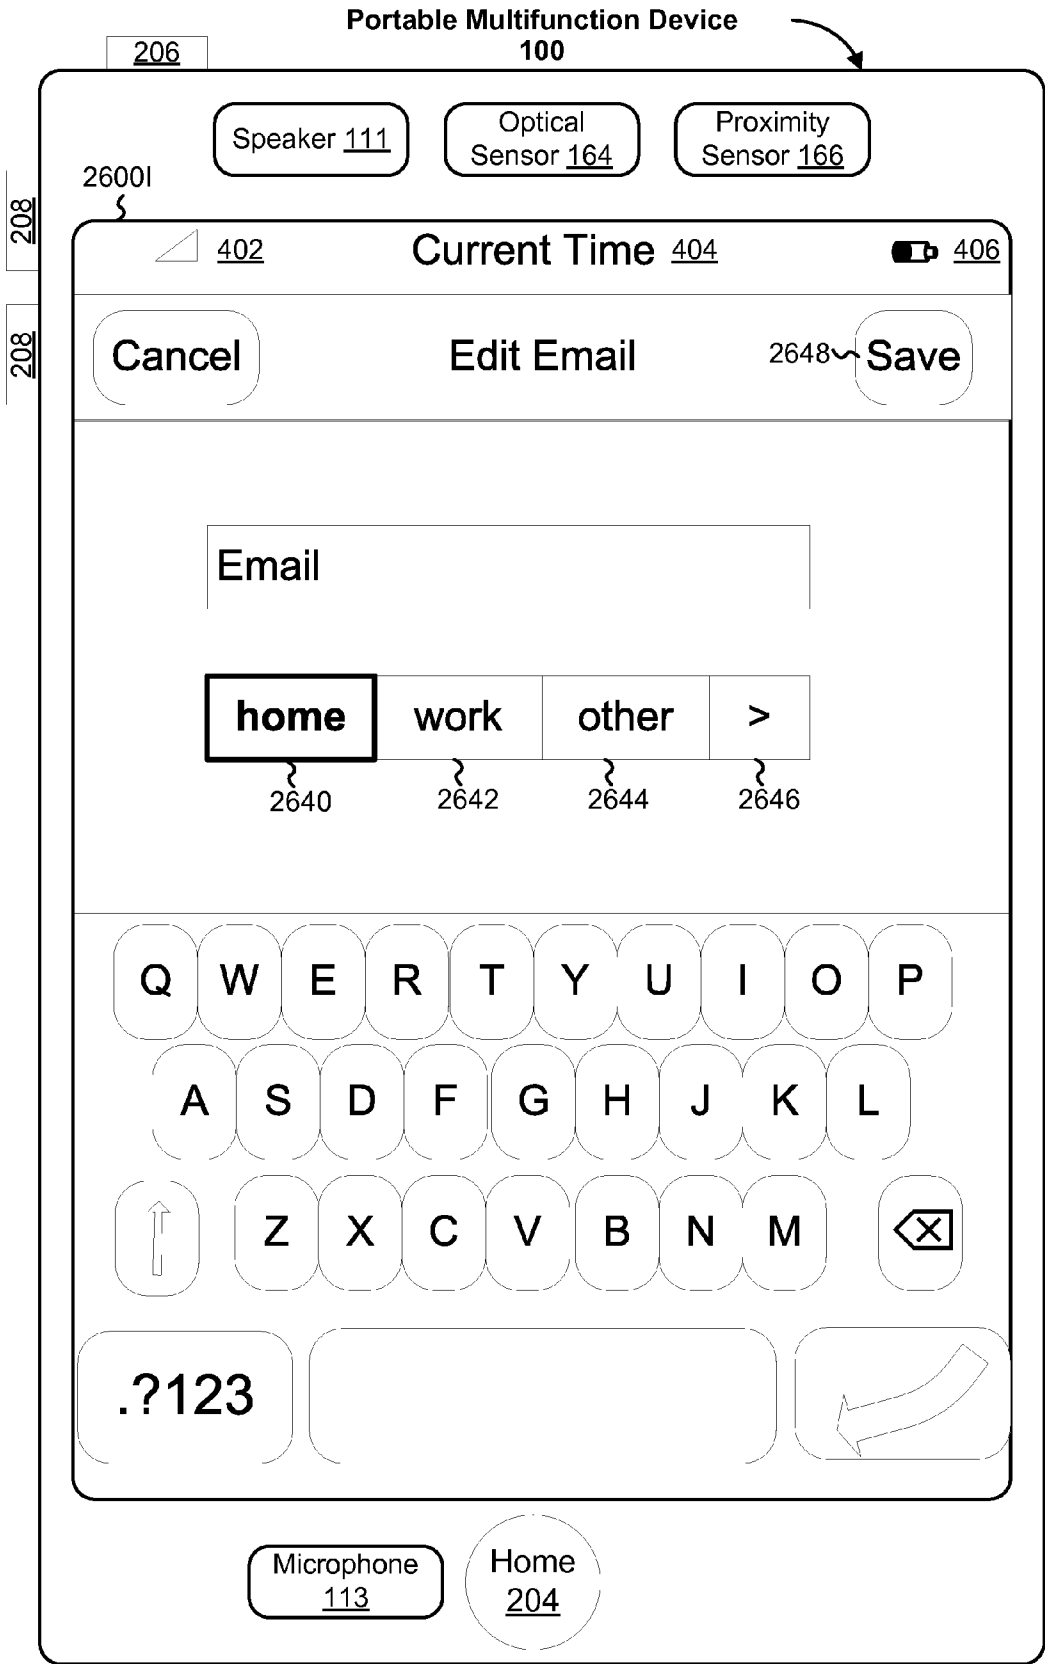 Portable Multifunction Device
100
206
Speaker 111
Optical
Sensor 164
Proximity
Sensor 166
2600I
208
402
Current Time 404
406
208
Cancel
Edit Email
2648
Save
Email
home
work
other
>
2640
2642
2644
2646
Q W E R T Y U I O P
A S D F G H J K L
Z X C V B N M
.?123
Microphone
113
Home
204